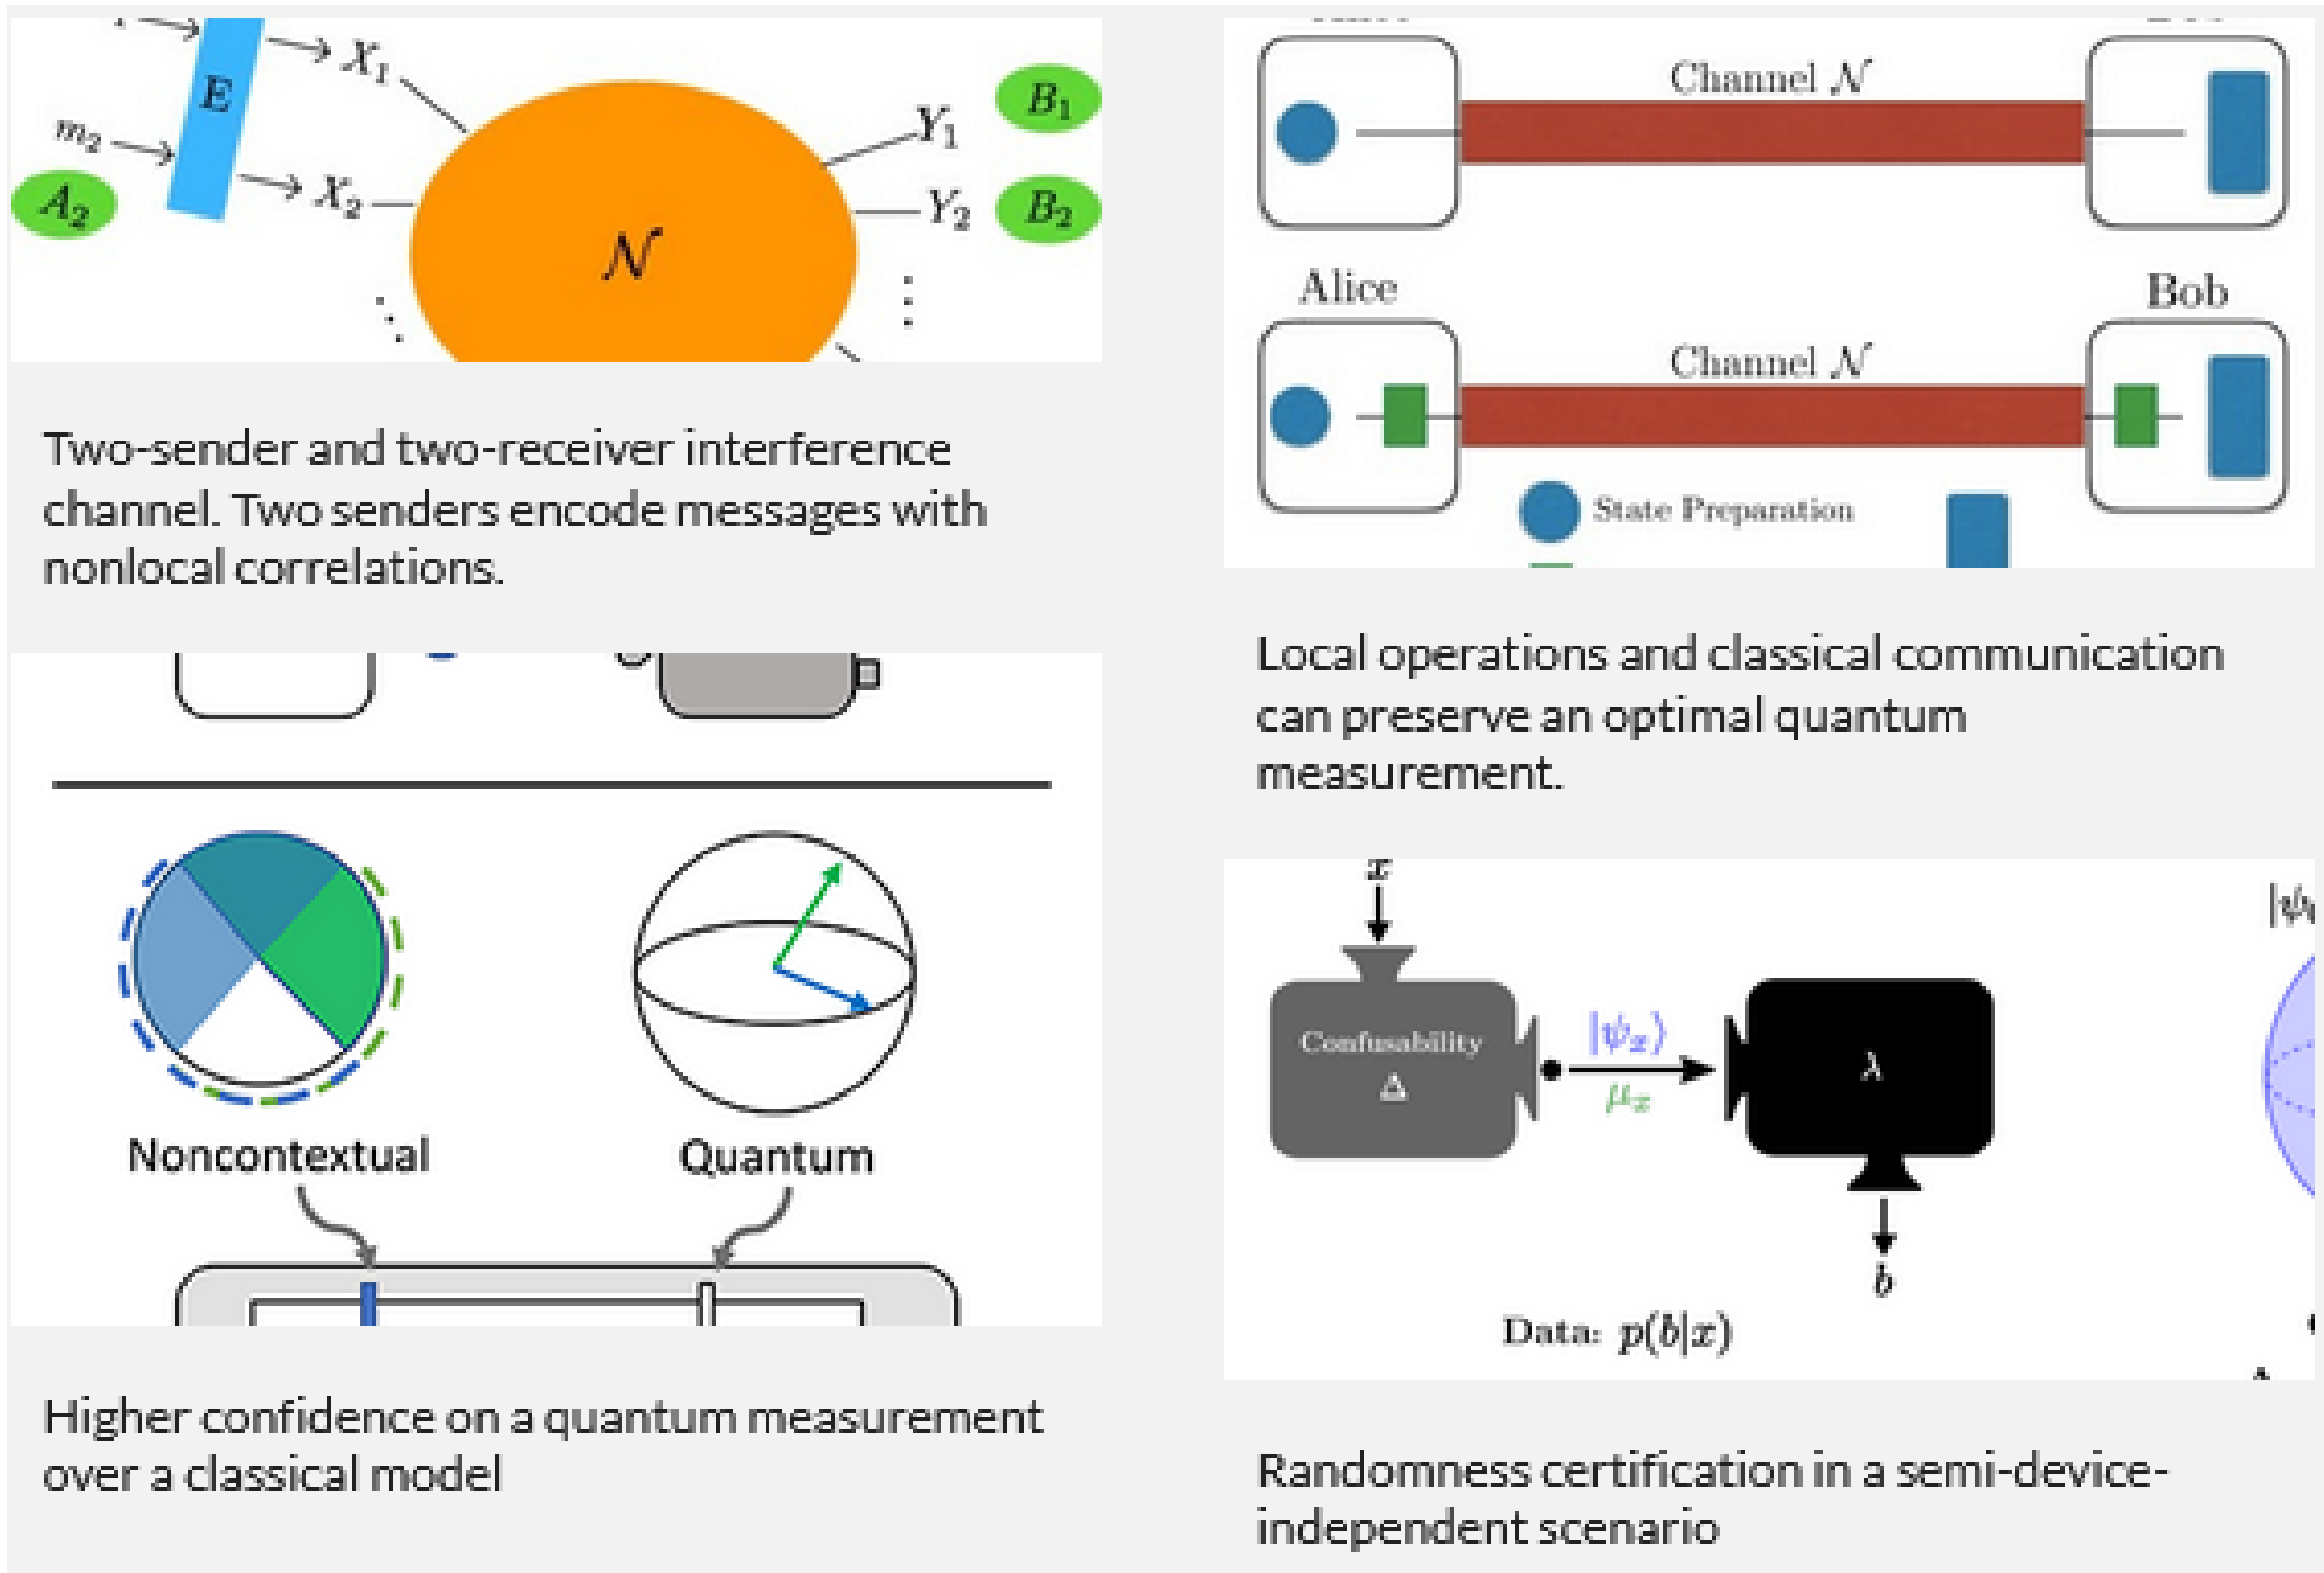 E
X₁
m₂
X₂
A₂
𝒩
Y₁
Y₂
B₁
B₂
Two-sender and two-receiver interference
channel. Two senders encode messages with
nonlocal correlations.
Channel 𝒩
Alice
Bob
Channel 𝒩
State Preparation
Local operations and classical communication
can preserve an optimal quantum
measurement.
Noncontextual
Quantum
Higher confidence on a quantum measurement
over a classical model
x
Confusability
Δ
|ψₓ⟩
μₓ
λ
b
Data: p(b|x)
Randomness certification in a semi-device-
independent scenario